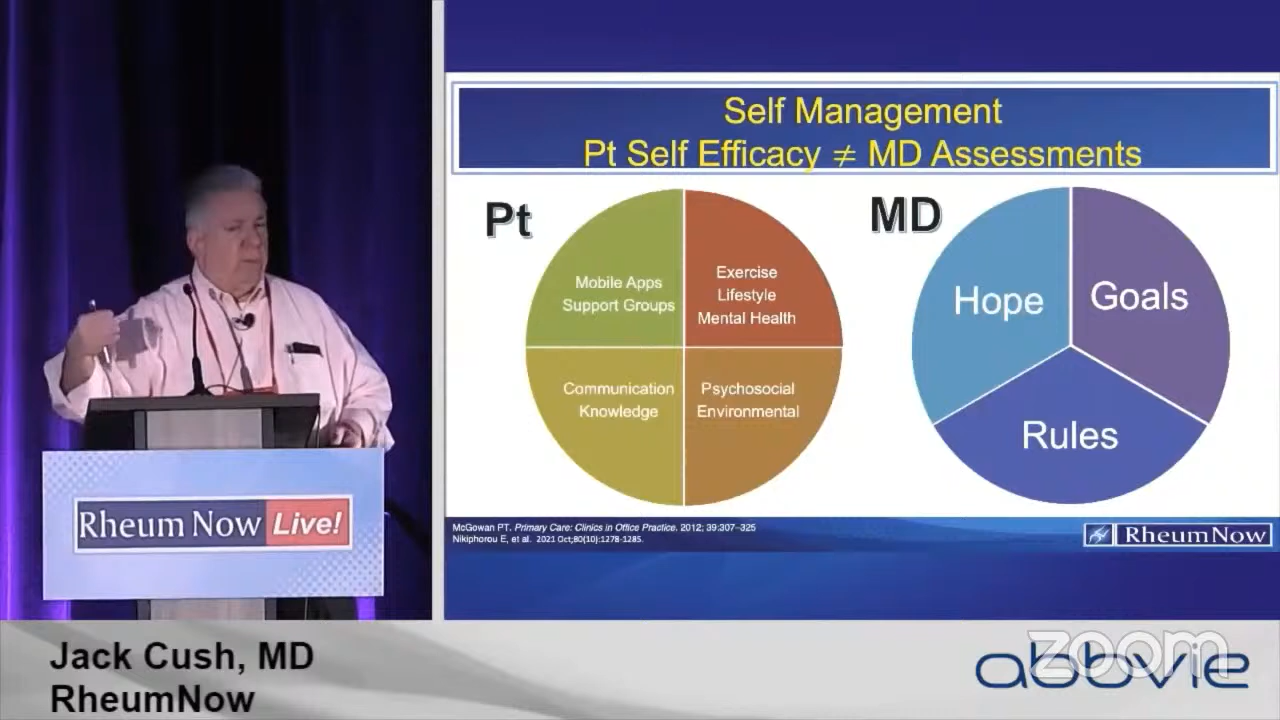 Self Management
Pt Self Efficacy ≠ MD Assessments
Pt
Mobile Apps
Support Groups
Exercise
Lifestyle
Mental Health
Communication
Knowledge
Psychosocial
Environmental
MD
Hope
Goals
Rules
McGowan PT. Primary Care: Clinics in Office Practice. 2012; 39:307–325
Nikiphorou E, et al. 2021 Oct;80(10):1278-1285.
RheumNow
Rheum Now Live!
Jack Cush, MD
RheumNow
zoom
abbvie